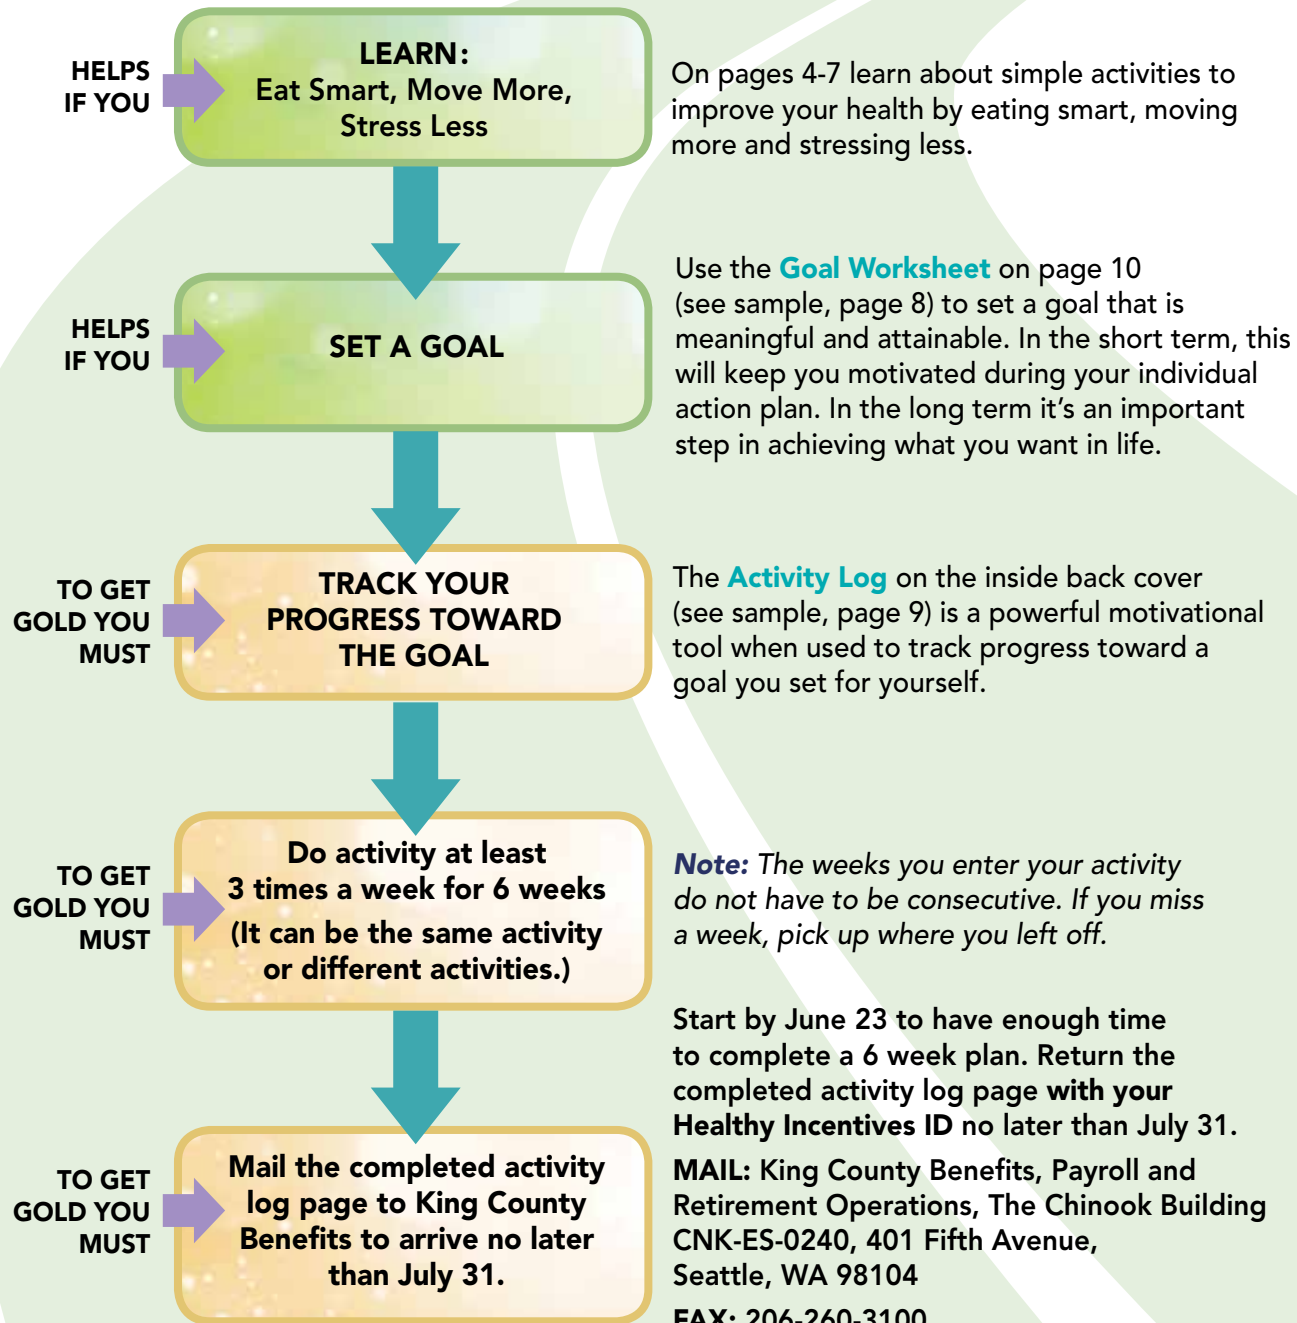 HELPS
IF YOU
LEARN:
Eat Smart, Move More,
Stress Less
On pages 4-7 learn about simple activities to
improve your health by eating smart, moving
more and stressing less.
HELPS
IF YOU
SET A GOAL
Use the Goal Worksheet on page 10
(see sample, page 8) to set a goal that is
meaningful and attainable. In the short term, this
will keep you motivated during your individual
action plan. In the long term it's an important
step in achieving what you want in life.
TO GET
GOLD YOU
MUST
TRACK YOUR
PROGRESS TOWARD
THE GOAL
The Activity Log on the inside back cover
(see sample, page 9) is a powerful motivational
tool when used to track progress toward a
goal you set for yourself.
TO GET
GOLD YOU
MUST
Do activity at least
3 times a week for 6 weeks
(It can be the same activity
or different activities.)
Note: The weeks you enter your activity
do not have to be consecutive. If you miss
a week, pick up where you left off.
Start by June 23 to have enough time
to complete a 6 week plan. Return the
completed activity log page with your
Healthy Incentives ID no later than July 31.
TO GET
GOLD YOU
MUST
Mail the completed activity
log page to King County
Benefits to arrive no later
than July 31.
MAIL: King County Benefits, Payroll and
Retirement Operations, The Chinook Building
CNK-ES-0240, 401 Fifth Avenue,
Seattle, WA 98104
FAX: 206-260-3100